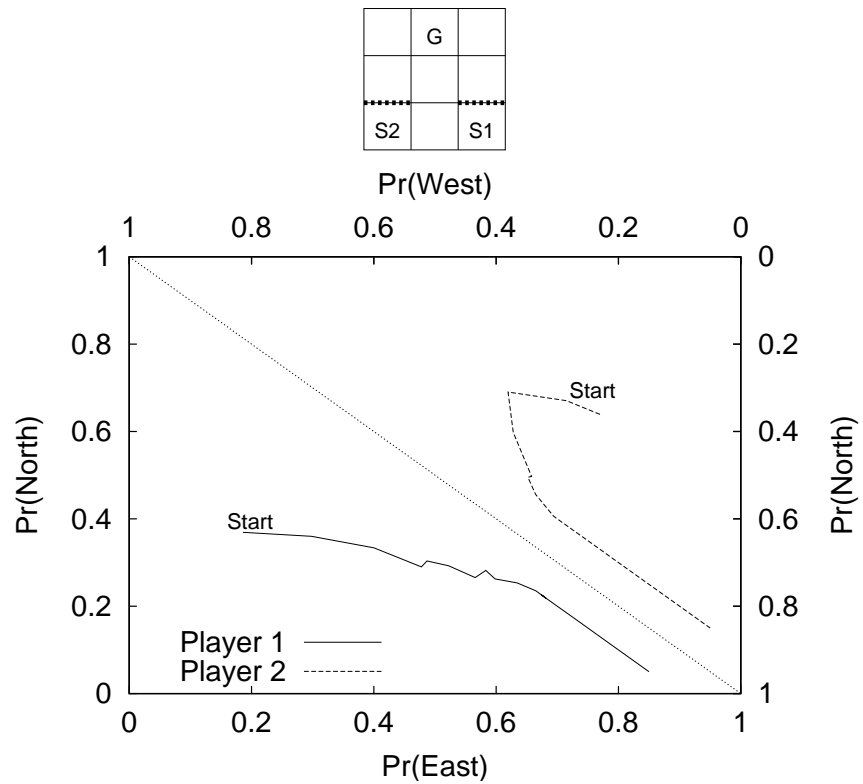 G
S2 S1
Pr(West)
1 0.8 0.6 0.4 0.2 0
1 0
0.8 0.2
Start
0.6 0.4
Pr(North) Pr(North)
0.4 0.6
Start
0.2 0.8
Player 1
Player 2
0 1
0 0.2 0.4 0.6 0.8 1
Pr(East)